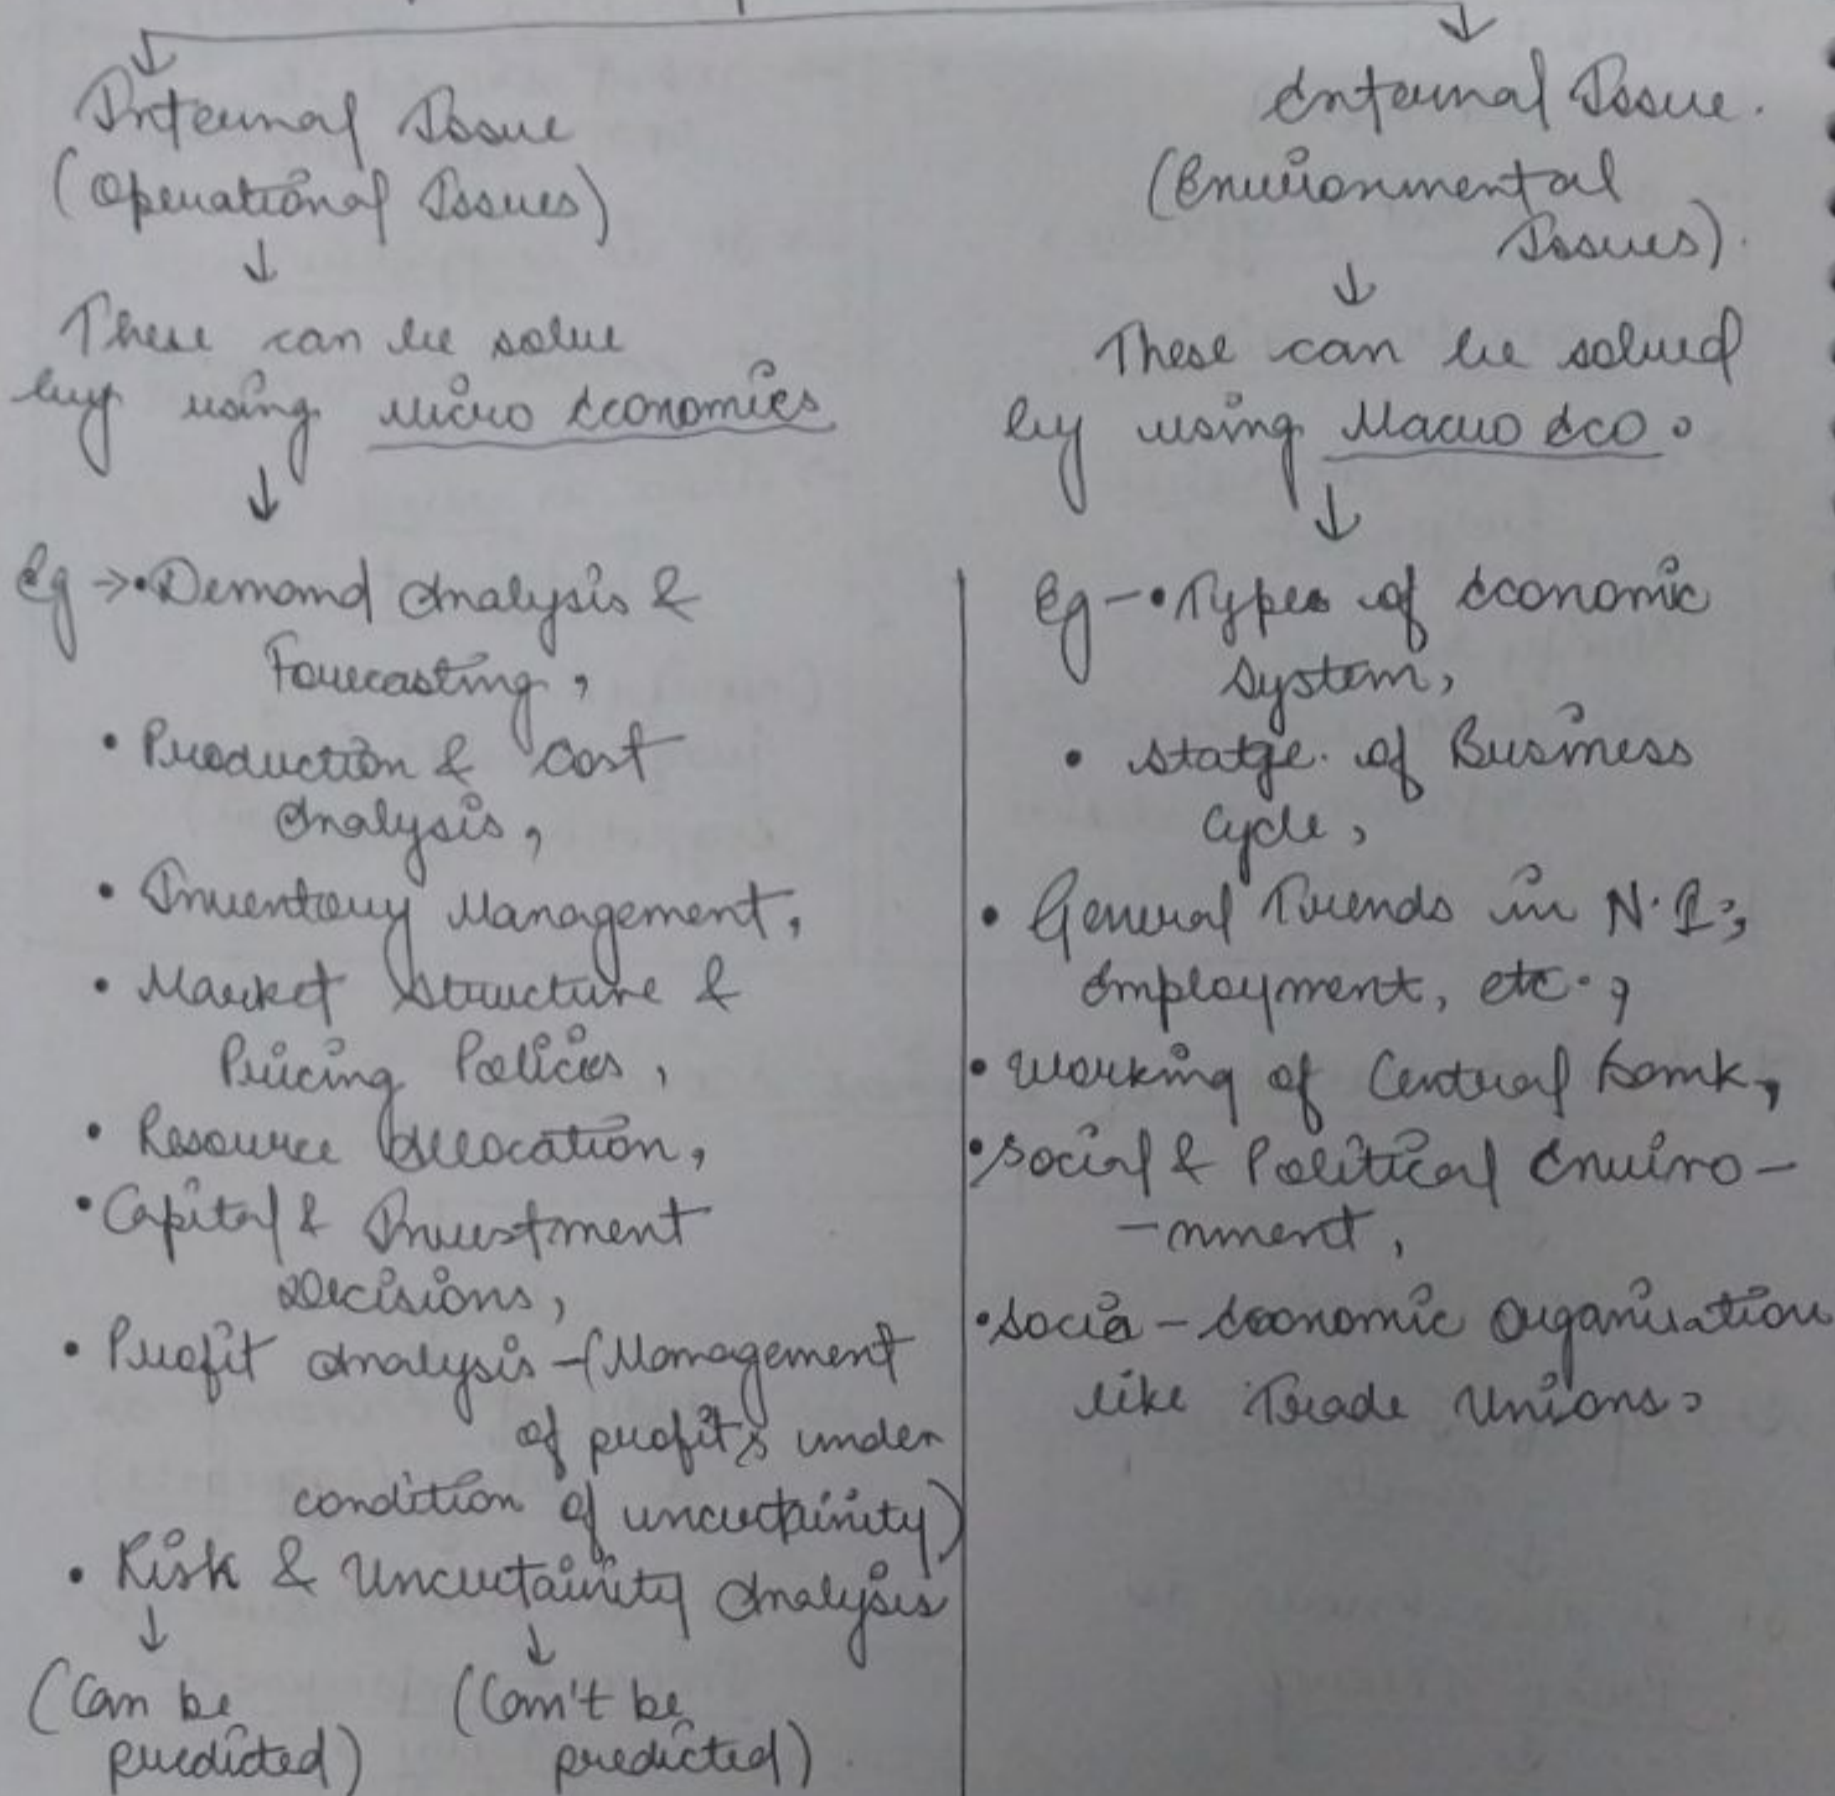 Internal Issue
(Operational Issues)
↓
These can be solve
by using Micro Economics
↓
Eg →• Demand Analysis &
Forecasting,
• Production & Cost
Analysis,
• Inventory Management,
• Market Structure &
Pricing Policies,
• Resource Allocation,
• Capital & Investment
Decisions,
• Profit Analysis - (Management
of profits under
condition of uncertainity)
• Risk & Uncertainity Analysis
↓ ↓
(Can be (Can't be
predicted) predicted)
External Issue.
(Environmental
Issues).
↓
These can be solved
by using Macro Eco.
↓
Eg - • Types of Economic
System,
• Statge of Business
Cycle,
• General Trends in N.I.,
Employment, etc.,
• Working of Central Bank,
• Social & Political Enviro-
-nment,
• Socio - Economic Organisation
like Trade Unions.